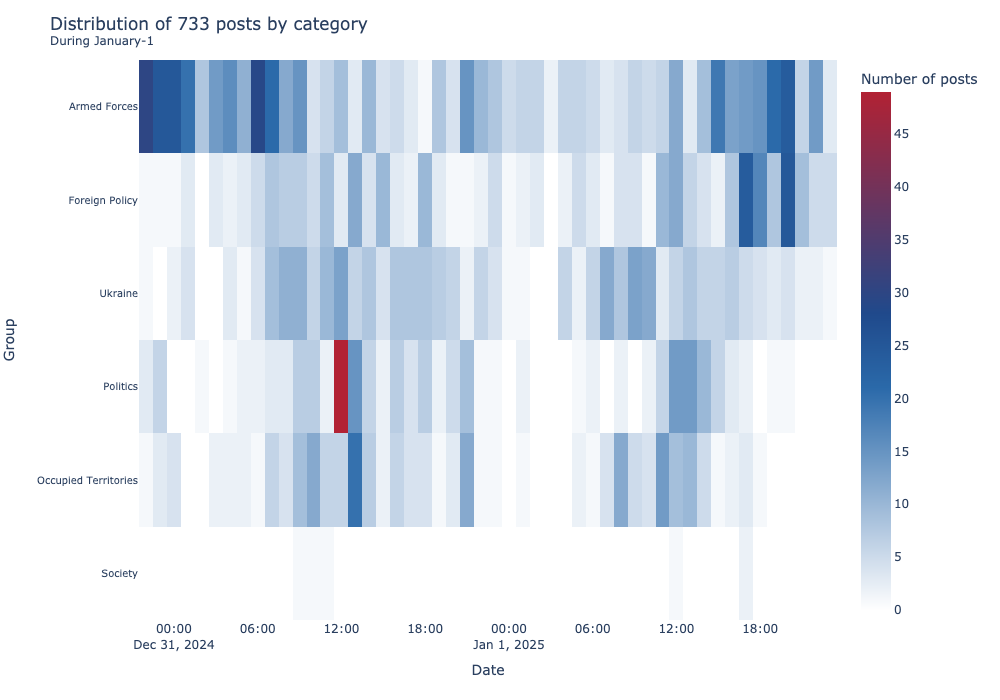 Distribution of 733 posts by category
During January-1
Number of posts
45
40
35
30
25
20
15
10
5
0
Group
Armed Forces
Foreign Policy
Ukraine
Politics
Occupied Territories
Society
00:00 06:00 12:00 18:00 00:00 06:00 12:00 18:00
Dec 31, 2024 Jan 1, 2025
Date